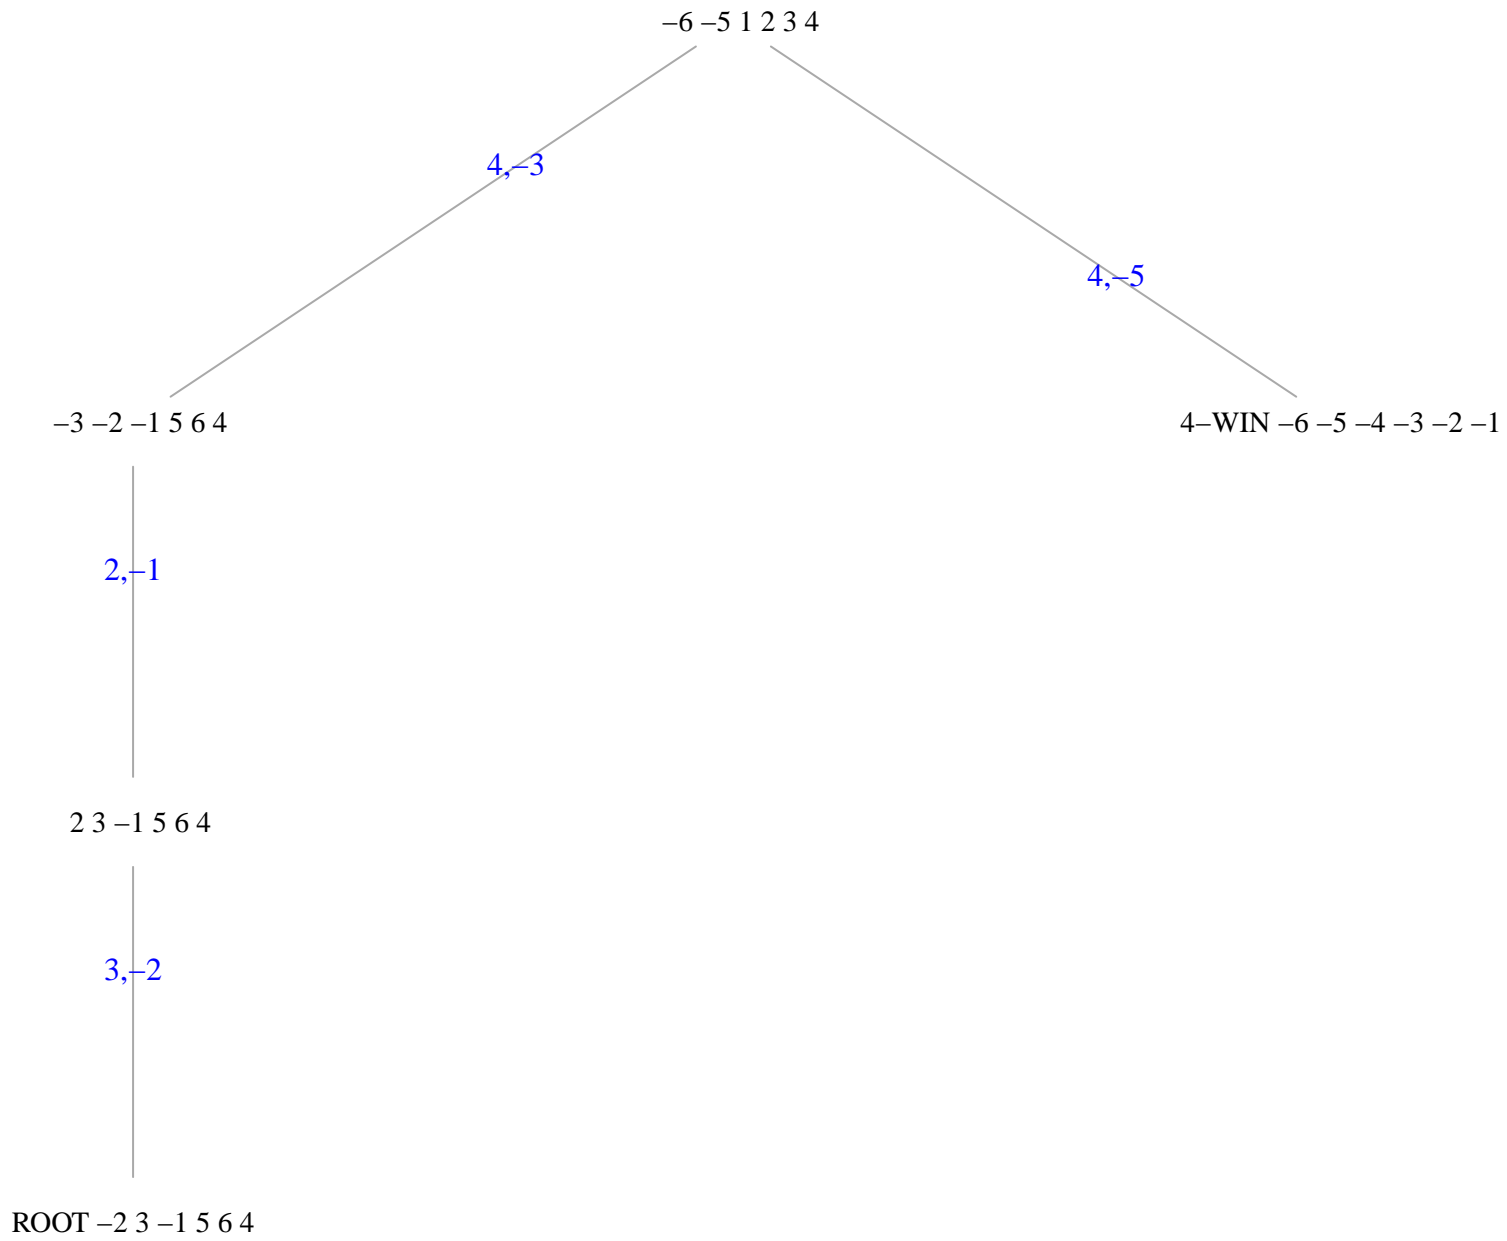 –6 –5 1 2 3 4
4,–3
4,–5
–3 –2 –1 5 6 4
4–WIN –6 –5 –4 –3 –2 –1
2,–1
2 3 –1 5 6 4
3,–2
ROOT –2 3 –1 5 6 4